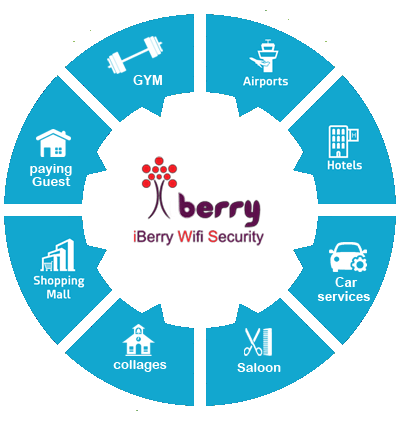 GYM
Airports
Hotels
Car
services
Saloon
collages
Shopping
Mall
paying
Guest
berry
iBerry Wifi Security
H